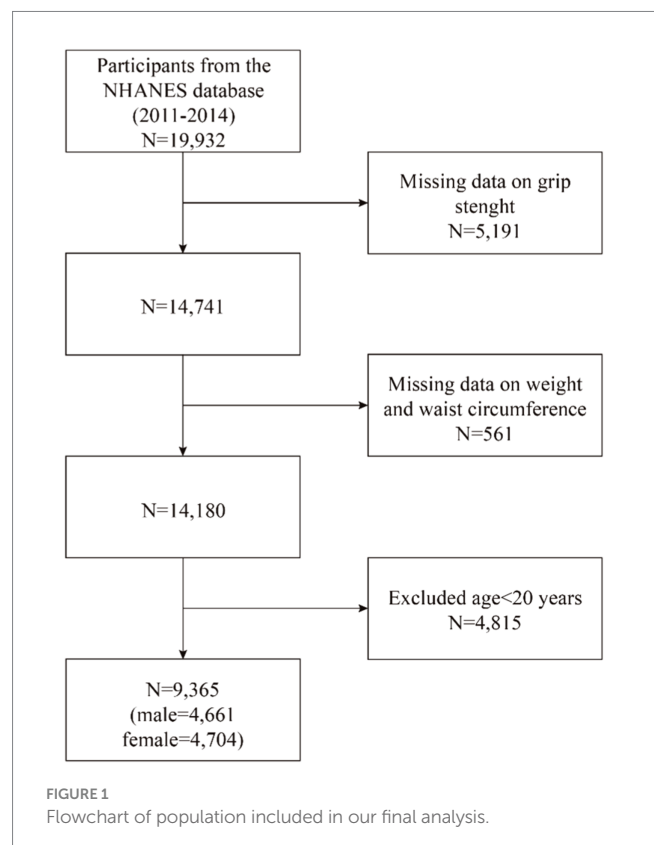 Participants from the
NHANES database
(2011-2014)
N=19,932
Missing data on grip
stenght
N=5,191
N=14,741
Missing data on weight
and waist circumference
N=561
N=14,180
Excluded age<20 years
N=4,815
N=9,365
(male=4,661
female=4,704)
FIGURE 1
Flowchart of population included in our final analysis.